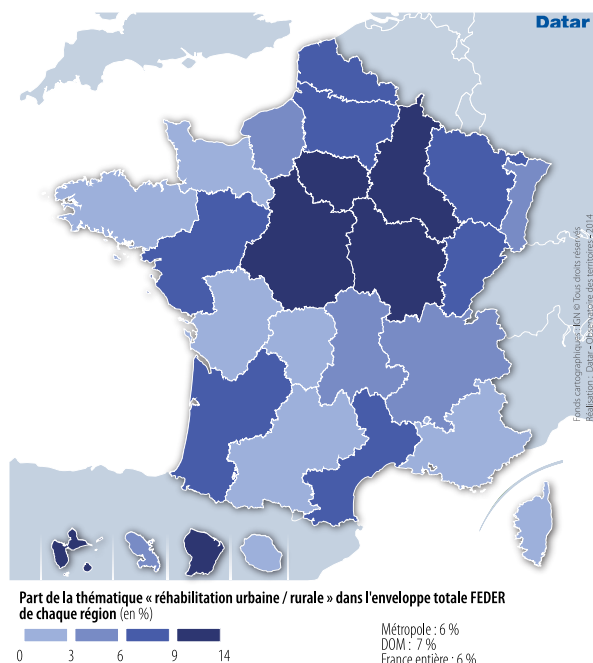 Datar
Fonds cartographiques : IGN © Tous droits réservés
Réalisation : Datar - Observatoire des territoires - 2014
Part de la thématique « réhabilitation urbaine / rurale » dans l'enveloppe totale FEDER
de chaque région (en %)
0 3 6 9 14
Métropole : 6 %
DOM : 7 %
France entière : 6 %